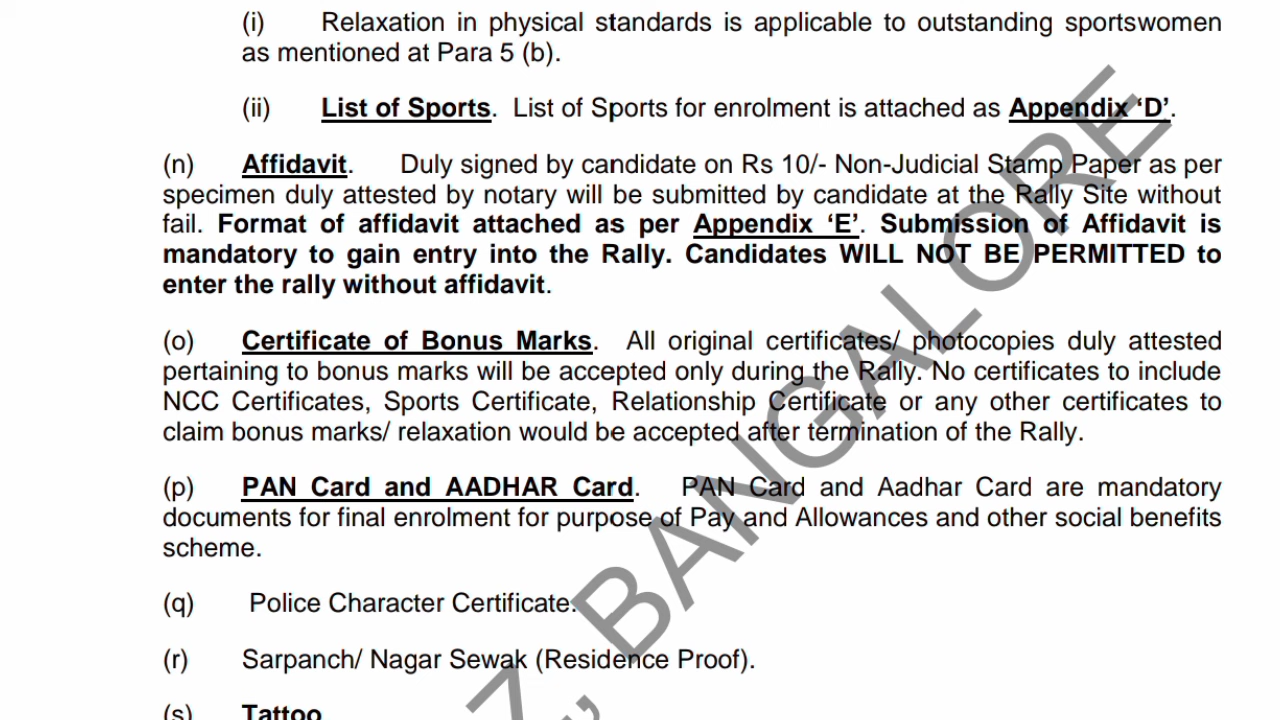 (i) Relaxation in physical standards is applicable to outstanding sportswomen
as mentioned at Para 5 (b).
(ii) List of Sports. List of Sports for enrolment is attached as Appendix ‘D’.
(n) Affidavit. Duly signed by candidate on Rs 10/- Non-Judicial Stamp Paper as per
specimen duly attested by notary will be submitted by candidate at the Rally Site without
fail. Format of affidavit attached as per Appendix ‘E’. Submission of Affidavit is
mandatory to gain entry into the Rally. Candidates WILL NOT BE PERMITTED to
enter the rally without affidavit.
(o) Certificate of Bonus Marks. All original certificates/ photocopies duly attested
pertaining to bonus marks will be accepted only during the Rally. No certificates to include
NCC Certificates, Sports Certificate, Relationship Certificate or any other certificates to
claim bonus marks/ relaxation would be accepted after termination of the Rally.
(p) PAN Card and AADHAR Card. PAN Card and Aadhar Card are mandatory
documents for final enrolment for purpose of Pay and Allowances and other social benefits
scheme.
(q) Police Character Certificate.
(r) Sarpanch/ Nagar Sewak (Residence Proof).
(s) Tattoo
Z, BANGALORE